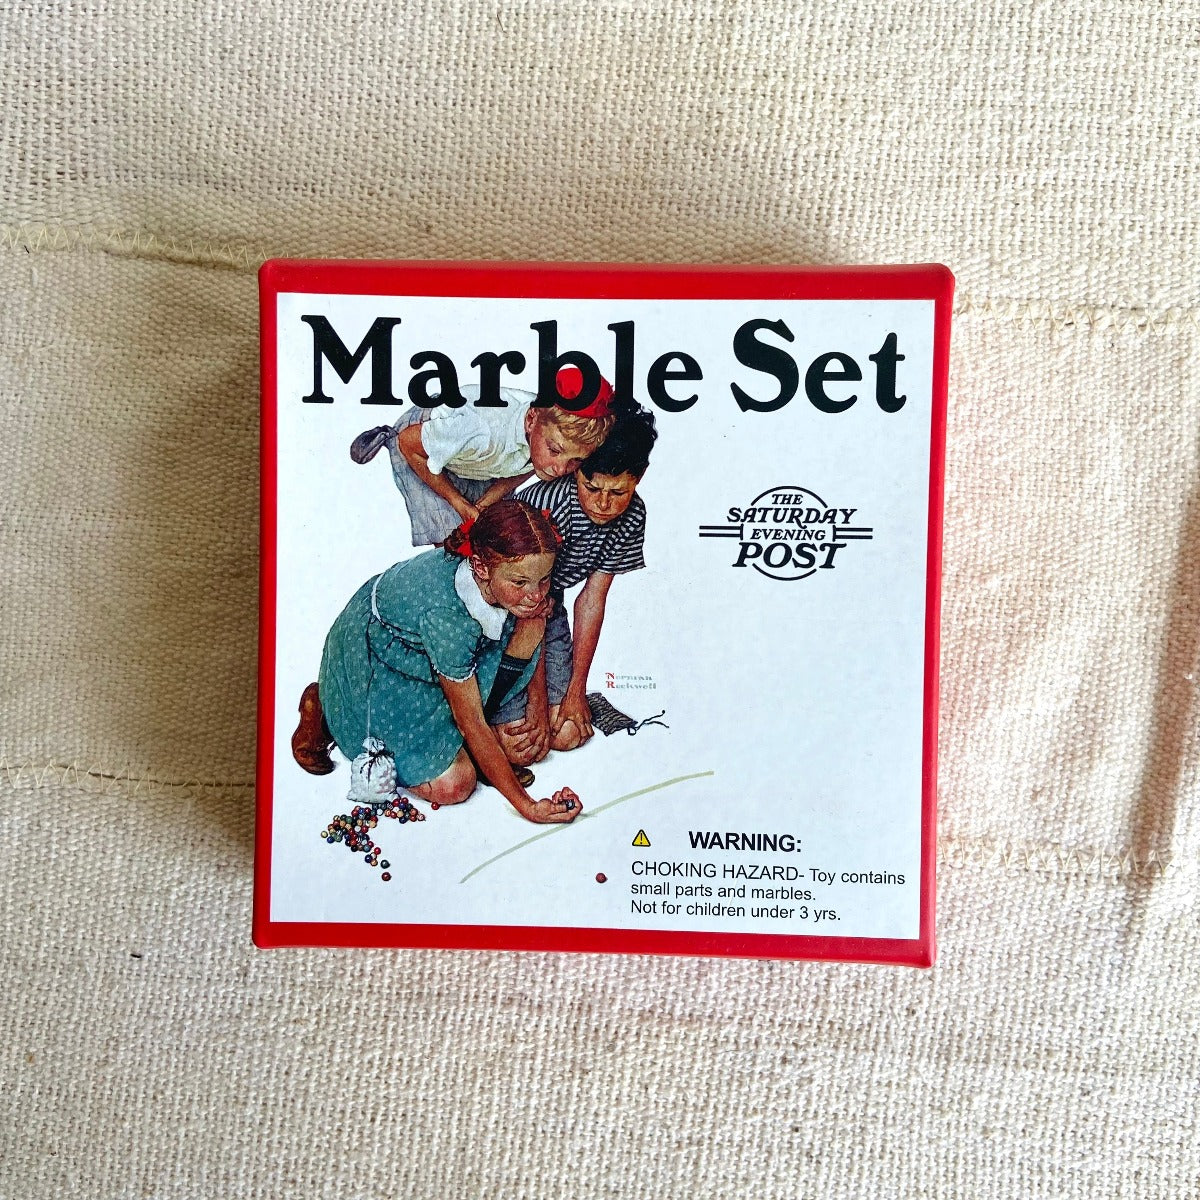 Marble Set
THE
SATURDAY
EVENING
POST
Norman
Rockwell
WARNING:
CHOKING HAZARD- Toy contains
small parts and marbles.
Not for children under 3 yrs.